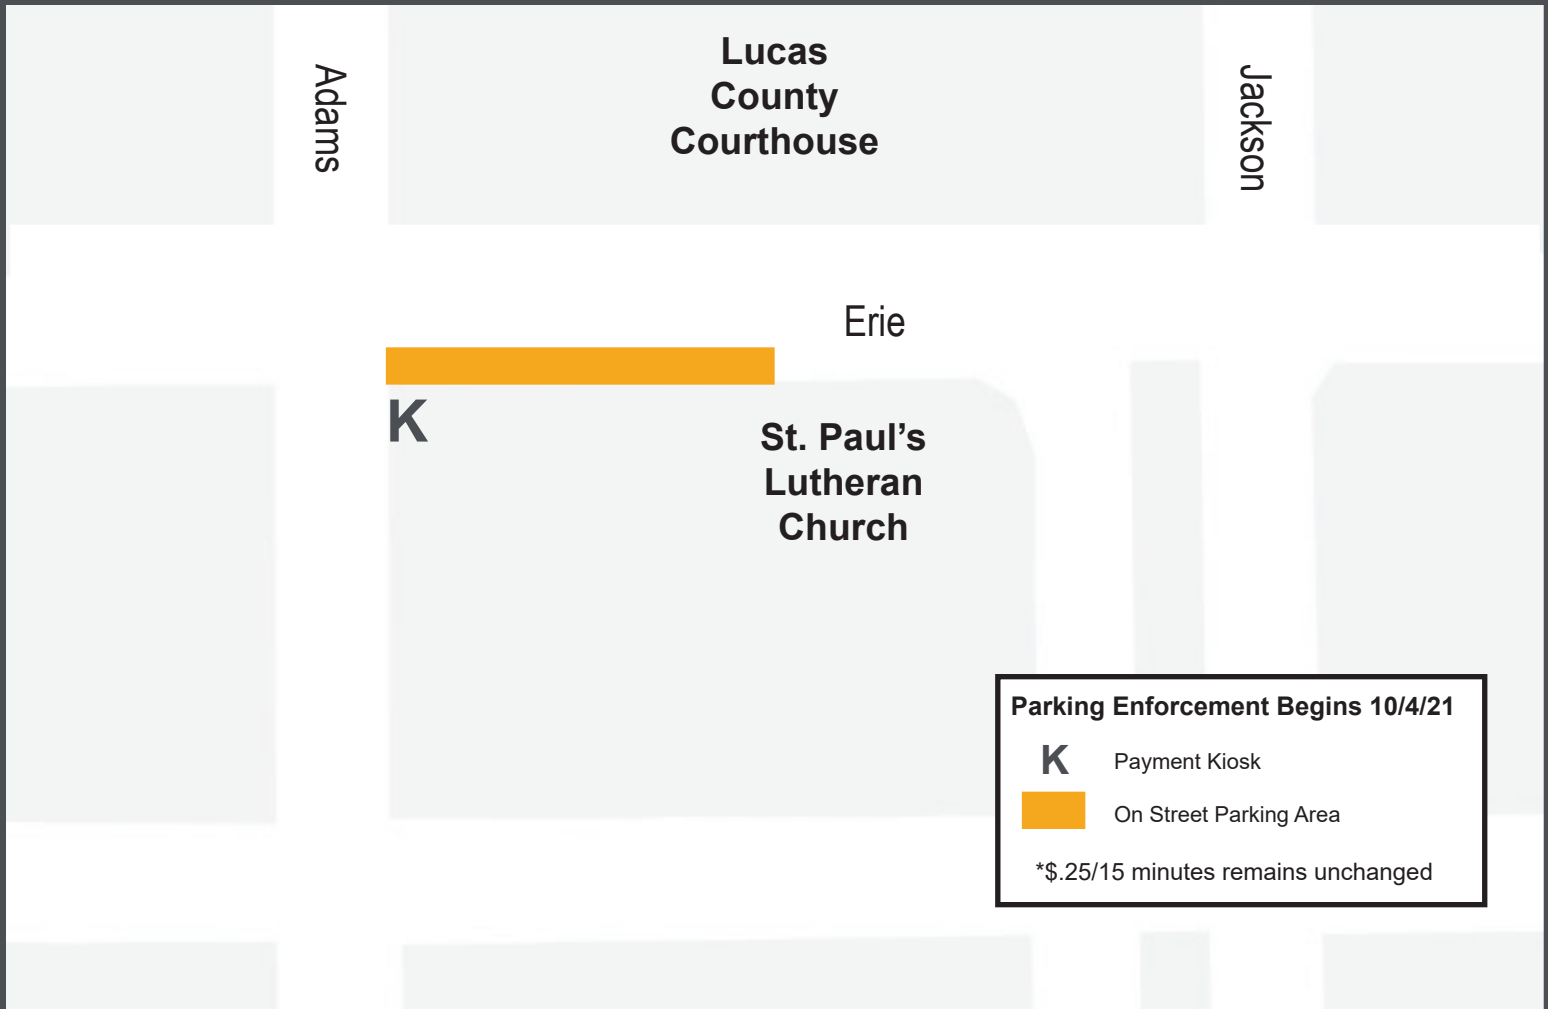 Lucas
County
Courthouse
Adams
Jackson
Erie
K
St. Paul’s
Lutheran
Church
Parking Enforcement Begins 10/4/21
K Payment Kiosk
On Street Parking Area
*$.25/15 minutes remains unchanged